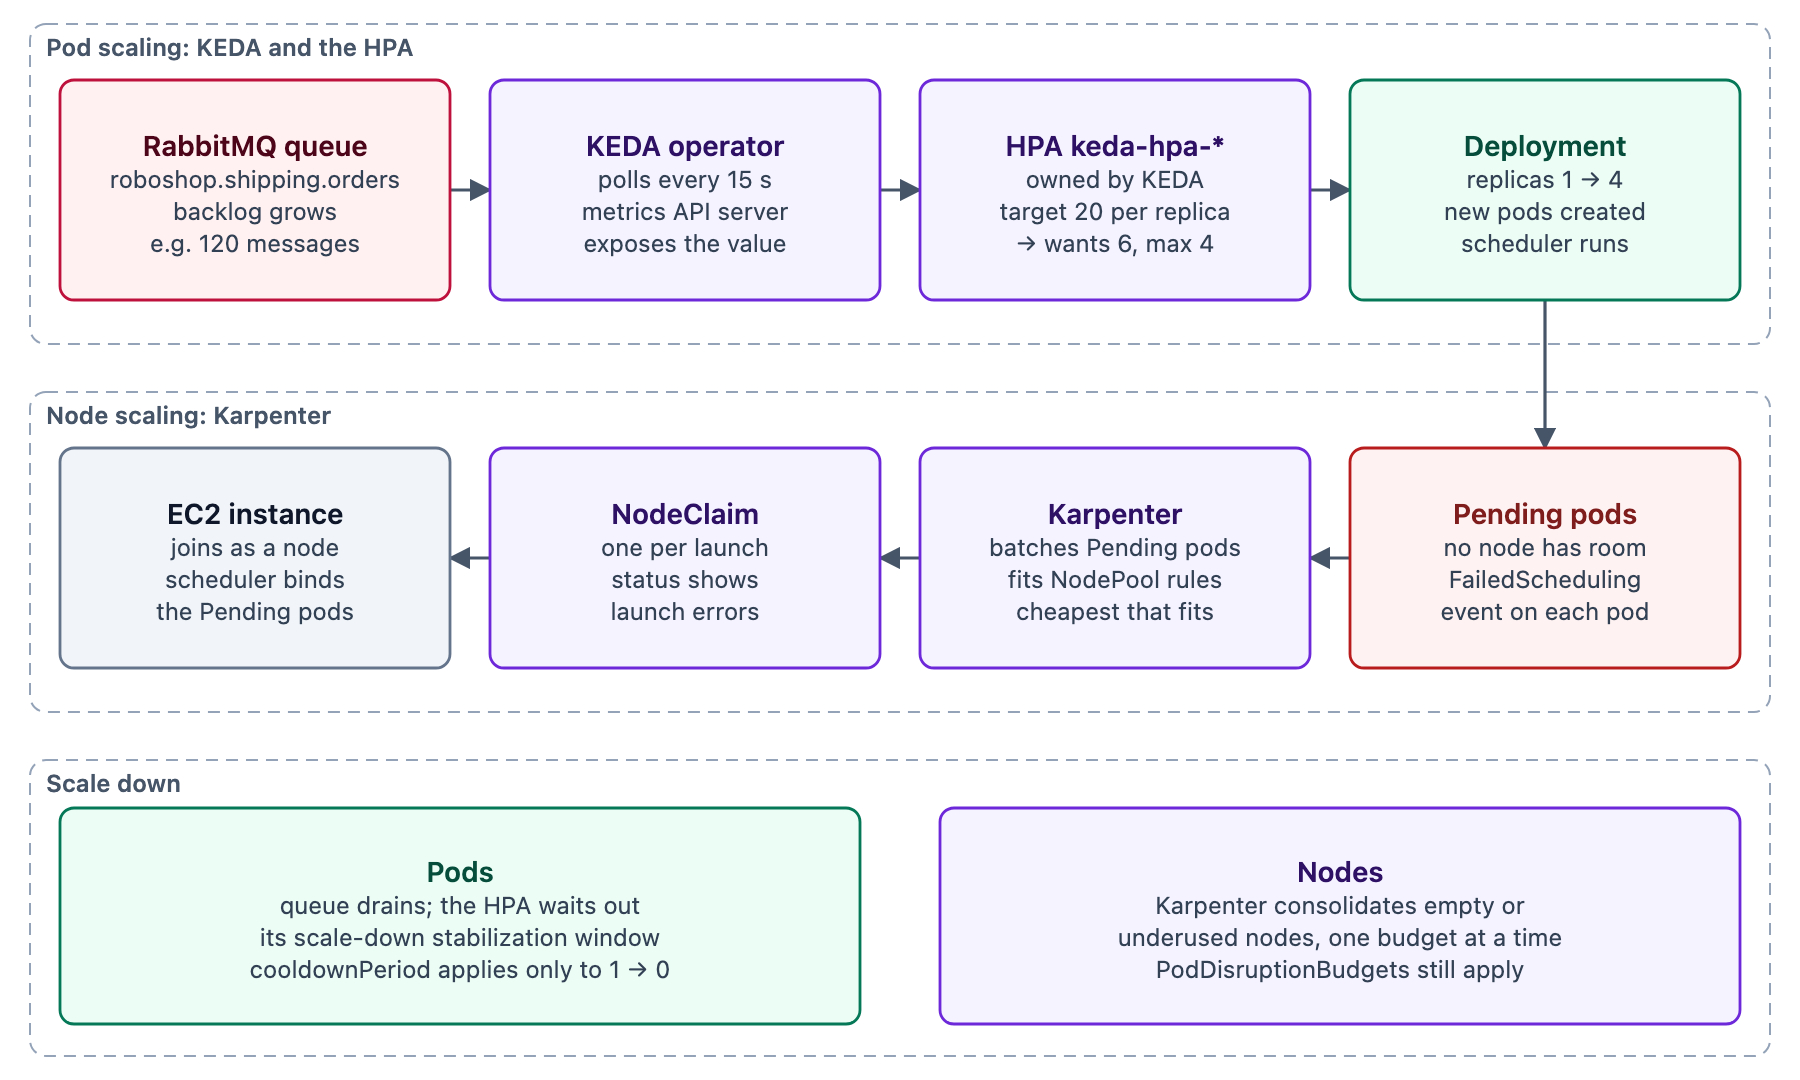 Pod scaling: KEDA and the HPA
RabbitMQ queue
roboshop.shipping.orders
backlog grows
e.g. 120 messages
KEDA operator
polls every 15 s
metrics API server
exposes the value
HPA keda-hpa-*
owned by KEDA
target 20 per replica
→ wants 6, max 4
Deployment
replicas 1 → 4
new pods created
scheduler runs
Node scaling: Karpenter
EC2 instance
joins as a node
scheduler binds
the Pending pods
NodeClaim
one per launch
status shows
launch errors
Karpenter
batches Pending pods
fits NodePool rules
cheapest that fits
Pending pods
no node has room
FailedScheduling
event on each pod
Scale down
Pods
queue drains; the HPA waits out
its scale-down stabilization window
cooldownPeriod applies only to 1 → 0
Nodes
Karpenter consolidates empty or
underused nodes, one budget at a time
PodDisruptionBudgets still apply